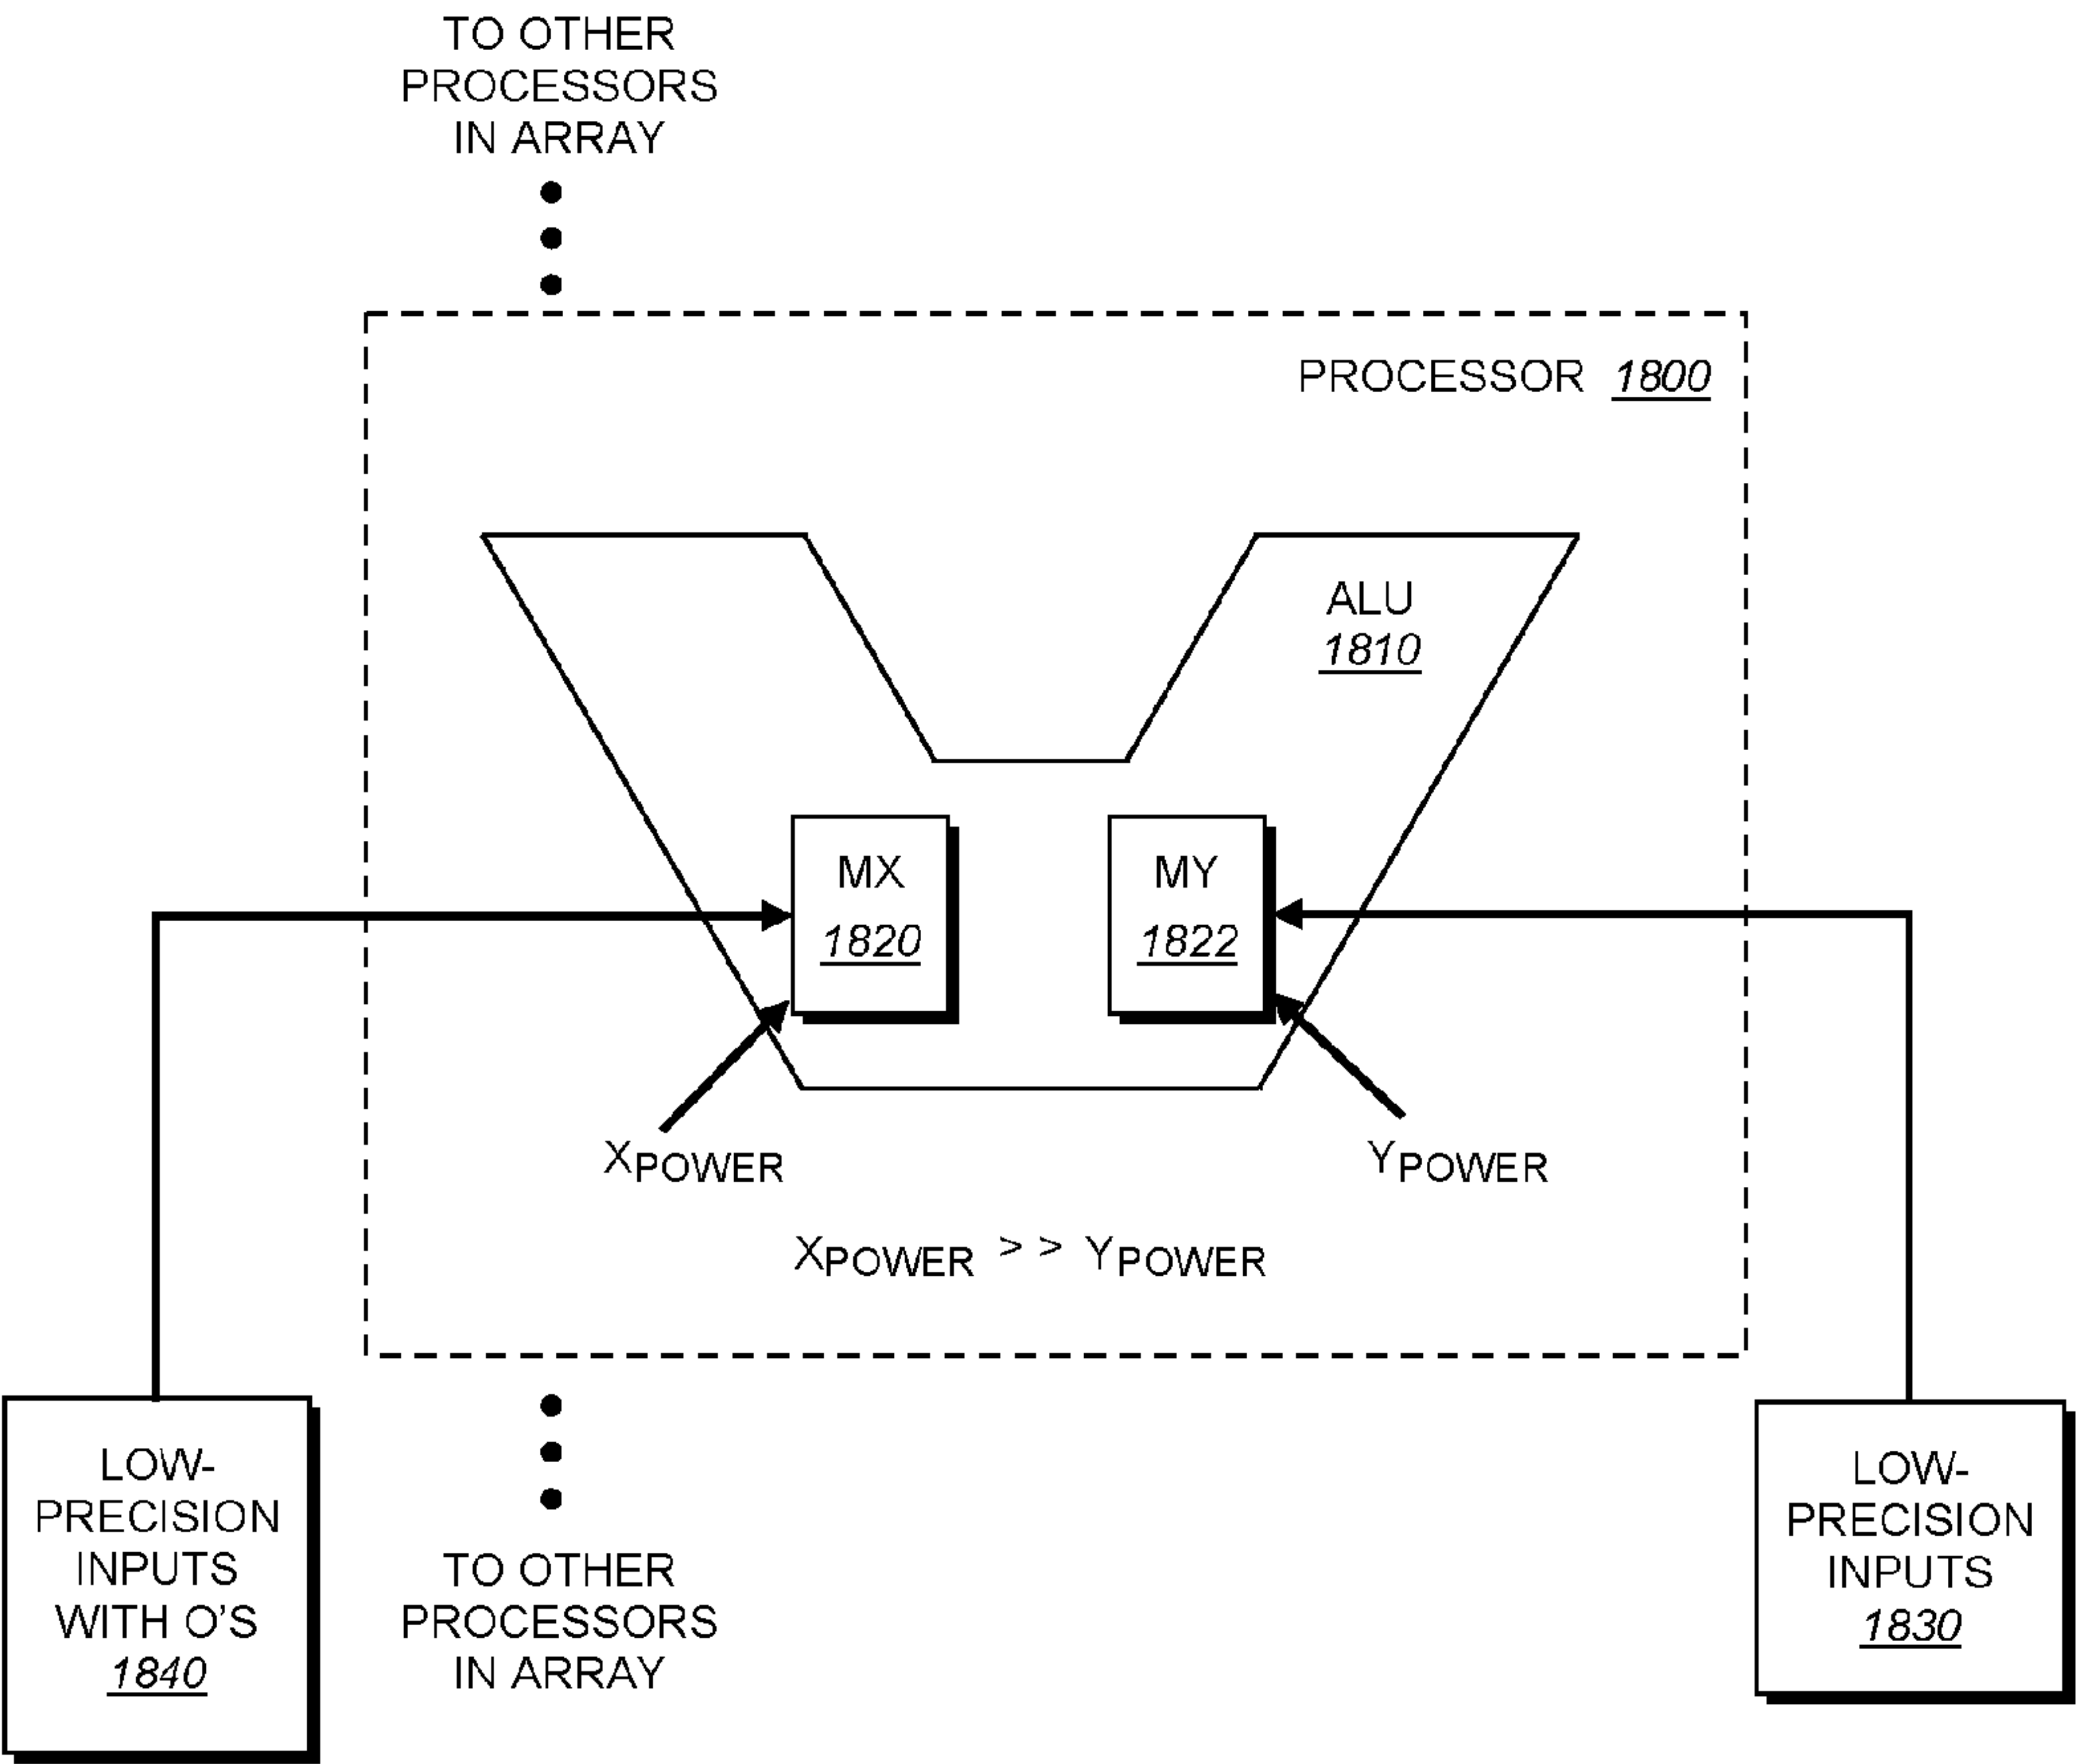 TO OTHER
PROCESSORS
IN ARRAY
PROCESSOR 1800
ALU
1810
MX
1820
MY
1822
XPOWER
YPOWER
XPOWER > > YPOWER
LOW-
PRECISION
INPUTS
WITH O'S
1840
TO OTHER
PROCESSORS
IN ARRAY
LOW-
PRECISION
INPUTS
1830